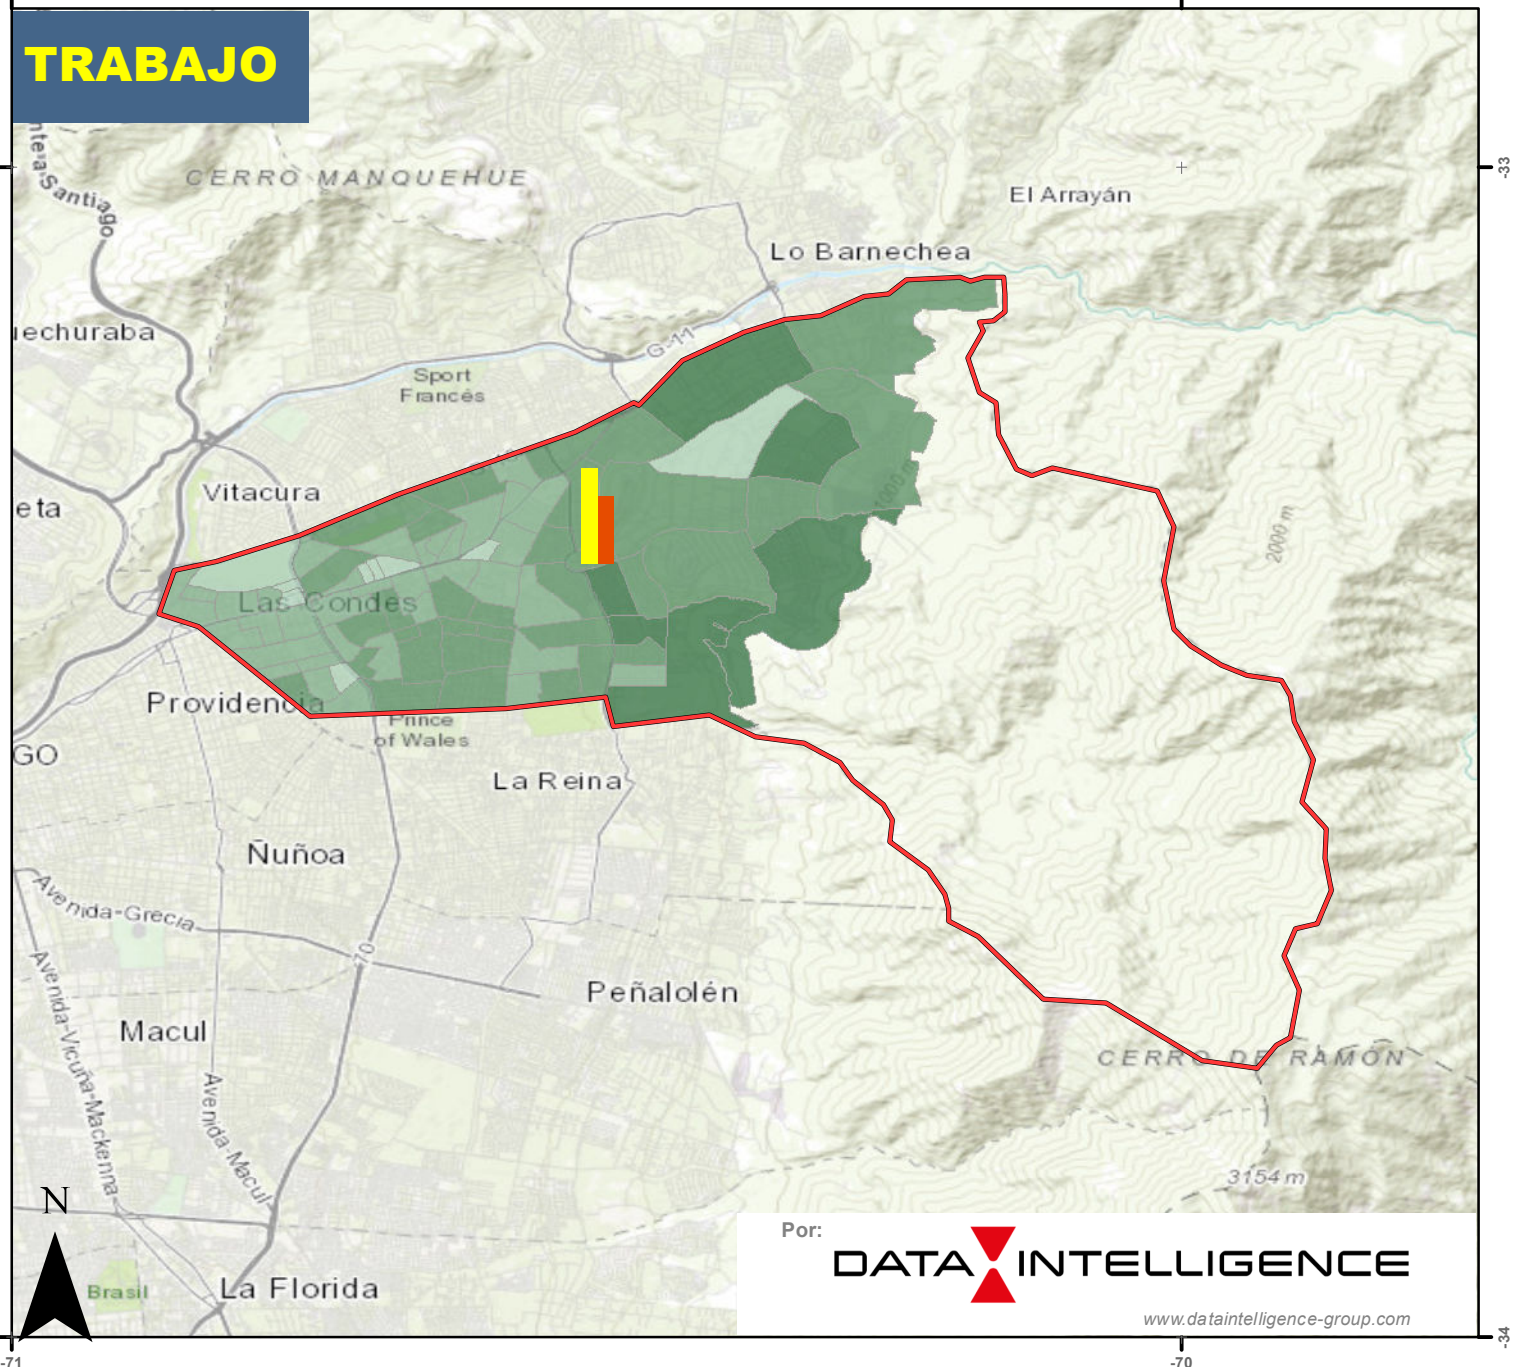 TRABAJO
Santiago
CERRO MANQUEHUE
-33
El Arrayán
Lo Barnechea
G-11
Sport
Francés
Vitacura
1000 m
2000 m
Las Condes
Providencia
Prince
of Wales
GO
La Reina
Ñuñoa
Avenida-Grecia
70
Avenida-Vicuña-Mackenna
Peñalolén
Macul
Avenida-Macul
CERRO DE RAMÓN
3154 m
N
Por:
DATA INTELLIGENCE
www.dataintelligence-group.com
Brasil
La Florida
-34
-71
-70